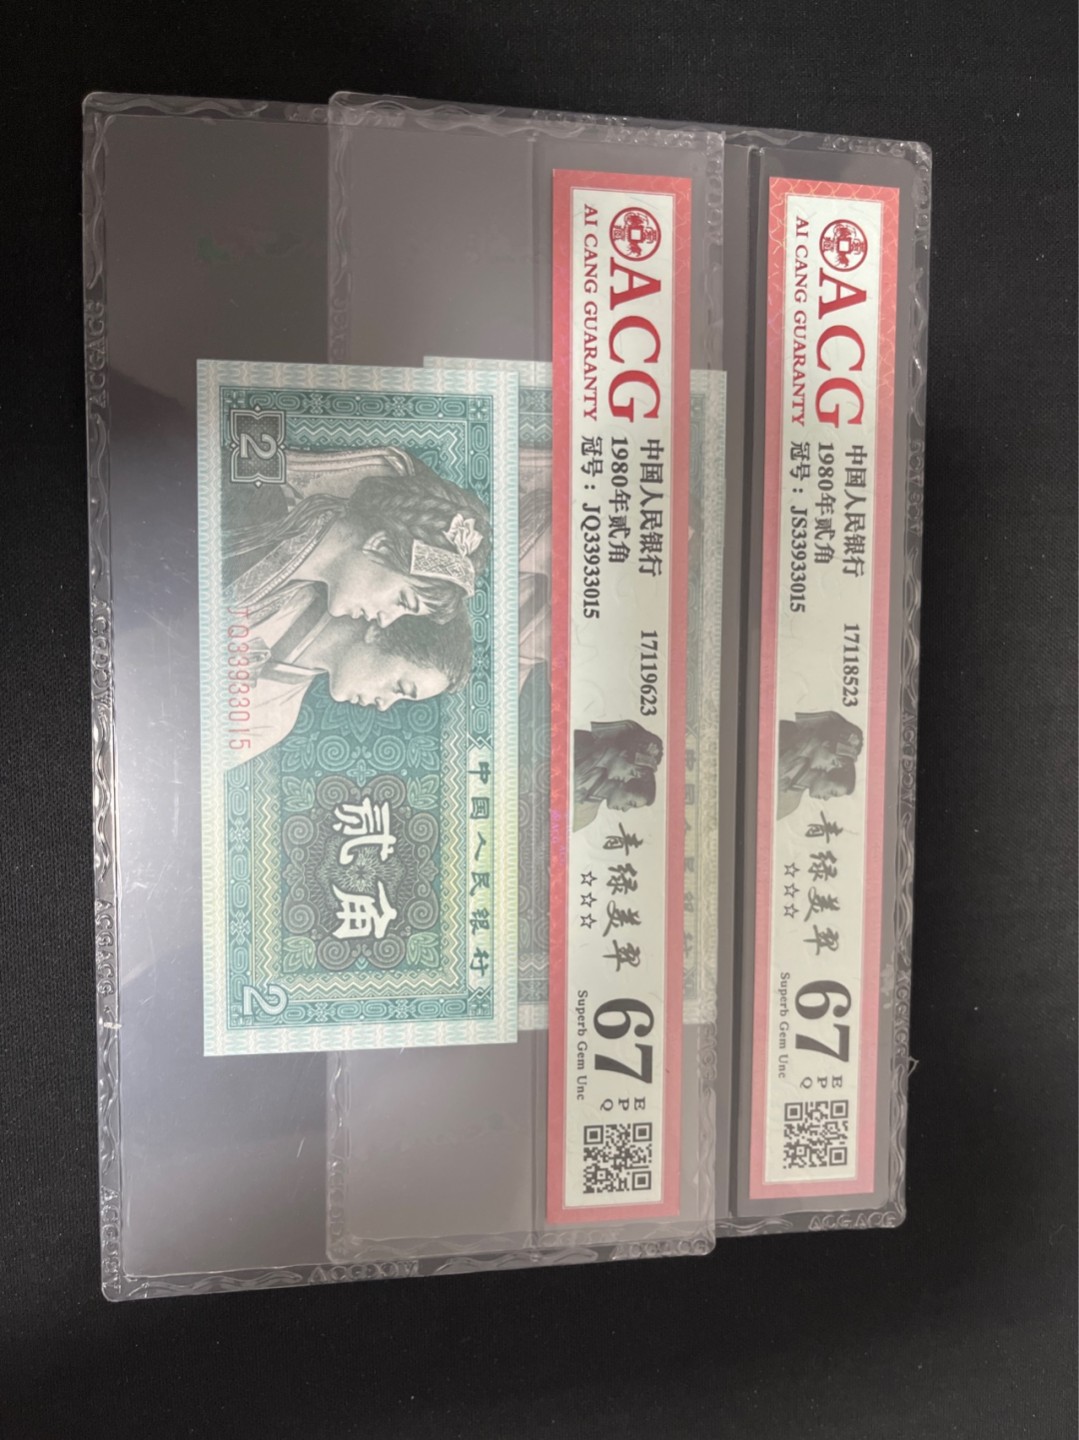 ACG
AI CANG GUARANTY
中国人民银行
1980年贰角
冠号：JS33933015
17118523
青绿美翠
☆☆☆
67
EPQ
Superb Gem Unc
ACG
AI CANG GUARANTY
中国人民银行
1980年贰角
冠号：JQ33933015
17119623
青绿美翠
☆☆☆
67
EPQ
Superb Gem Unc
中国人民银行
贰角
2
2
JQ33933015